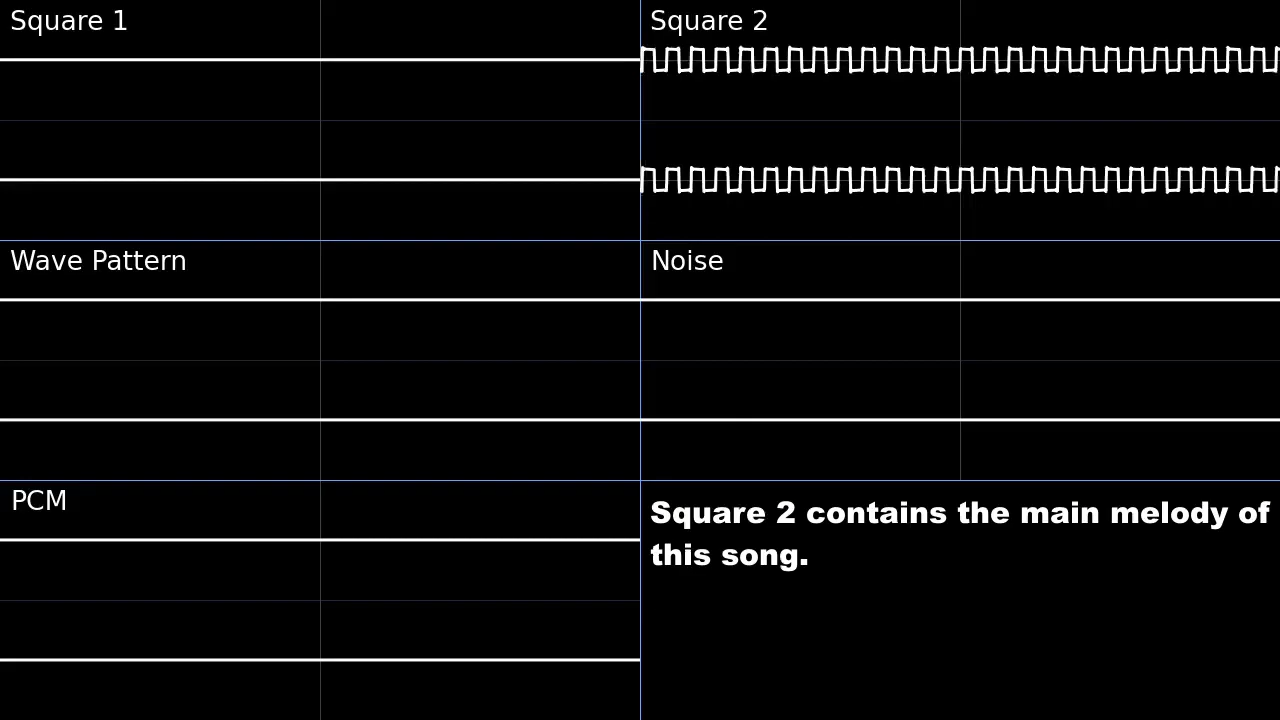 Square 1
Square 2
Wave Pattern
Noise
PCM
Square 2 contains the main melody of
this song.